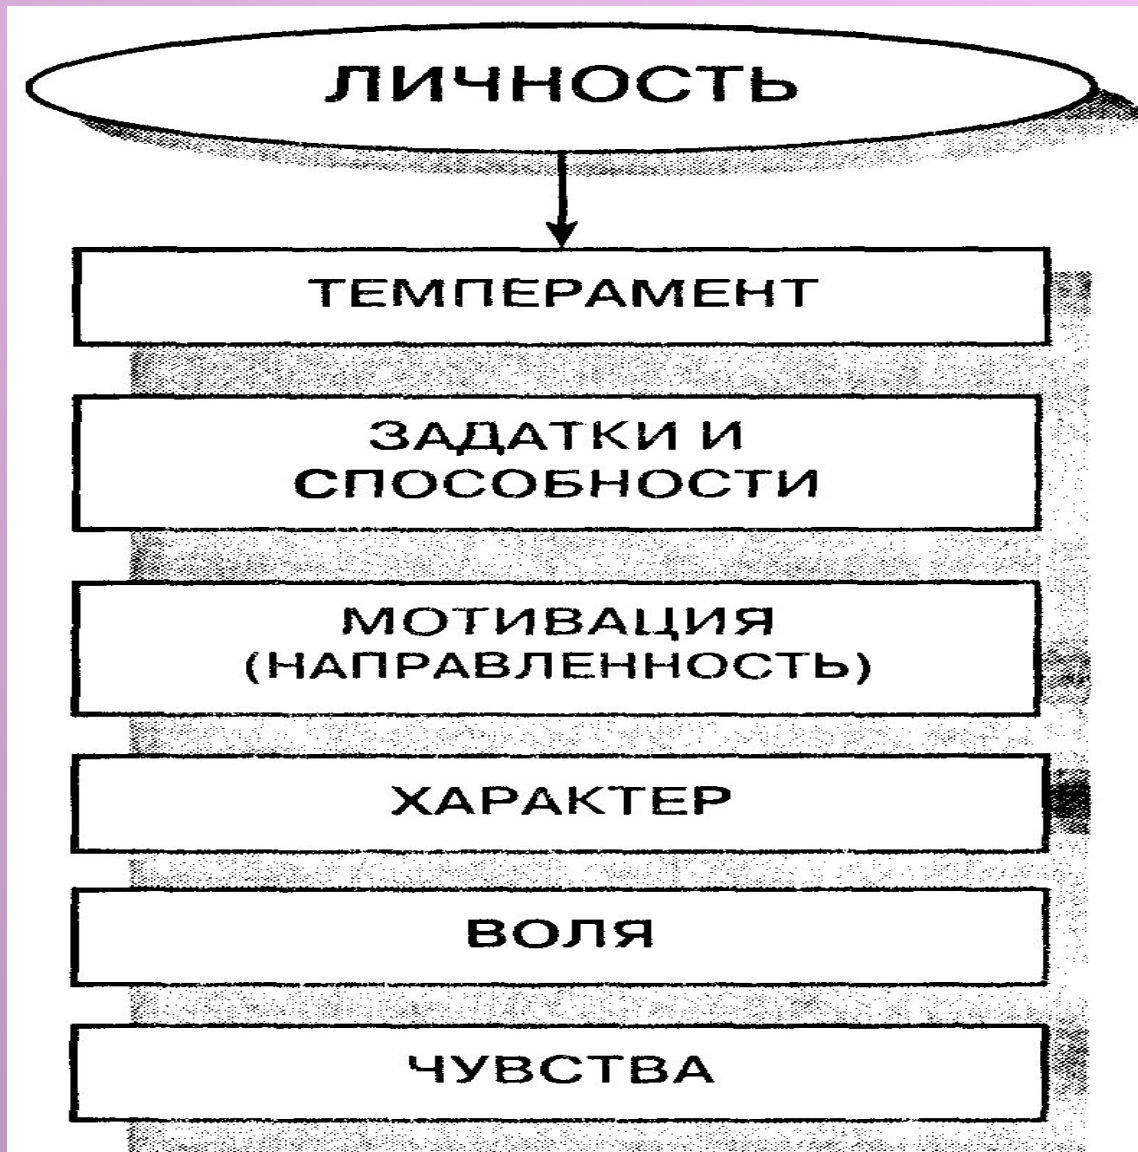 ЛИЧНОСТЬ
ТЕМПЕРАМЕНТ
ЗАДАТКИ И
СПОСОБНОСТИ
МОТИВАЦИЯ
(НАПРАВЛЕННОСТЬ)
ХАРАКТЕР
ВОЛЯ
ЧУВСТВА